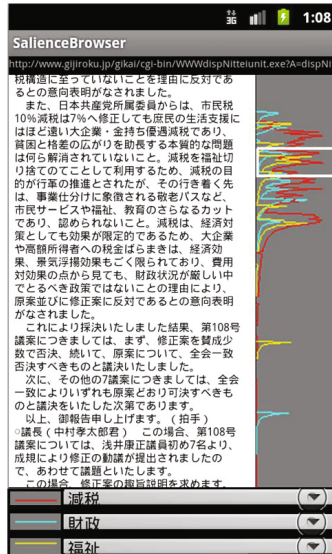 3G 1:08
SalienceBrowser
http://www.gijiroku.jp/gikai/cgi-bin/WWWdispNitteiunit.exe?A=dispNi
税構造に至っていないことを理由に反対であ
るとの意向表明がなされました。
また、日本共産党所属委員からは、市民税
10%減税は7%へ修正しても庶民の生活支援に
はほど遠い大企業・金持ち優遇減税であり、
貧困と格差の広がりを助長する本質的な問題
は何ら解消されていないこと。減税を福祉切
り捨てのてことして利用するため、減税の目
的が行革の推進とされたが、その行き着く先
は、事業仕分けに象徴される敬老パスなど、
市民サービスや福祉、教育のさらなるカット
であり、認められないこと。減税は、経済対
策としても効果が限定的であるため、大企業
や高額所得者への税金ばらまきは、経済効
果、景気浮揚効果もごく限られており、費用
対効果の点から見ても、財政状況が厳しい中
でとるべき政策ではないことの理由により、
原案並びに修正案に反対であるとの意向表明
がなされました。
これにより採決いたしました結果、第108号
議案につきましては、まず、修正案を賛成少
数で否決、続いて、原案について、全会一致
否決すべきものと議決いたしました。
次に、その他の7議案につきましては、全会
一致によりいずれも原案どおり可決すべきも
のと議決をいたした次第であります。
以上、御報告申し上げます。（拍手）
○議長（中村孝太郎君） この場合、第108号
議案については、浅井康正議員初め7名より、
成規により修正の動議が提出されましたの
で、あわせて議題といたします。
この場合、修正案の趣旨説明を求めます。
減税
財政
福祉